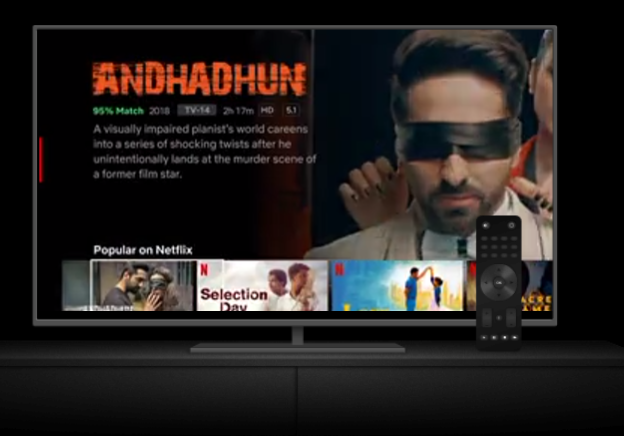 ANDHADHUN
95% Match 2018 TV-14 2h 17m HD 5.1
A visually impaired pianist's world careens
into a series of shocking twists after he
unintentionally lands at the murder scene of
a former film star.
Popular on Netflix
N Selection N N
Day